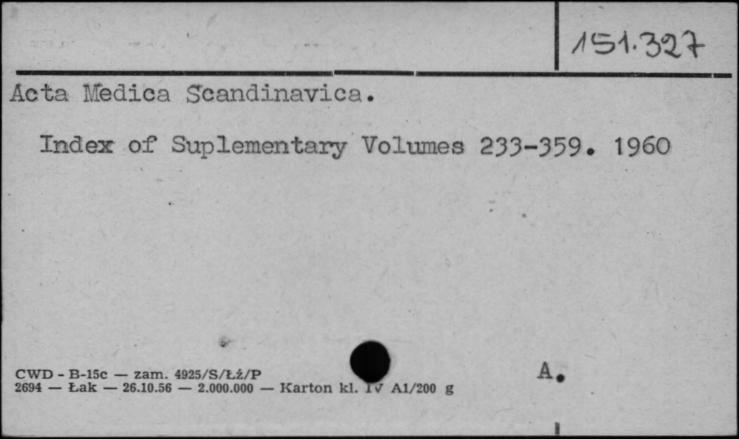 151.327
Acta Medica Scandinavica.
Index of Suplementary Volumes 233-359. 1960
A.
CWD - B-15c — zam. 4925/S/Łż/P
2694 — Łak — 26.10.56 — 2.000.000 — Karton kl. IV A1/200 g